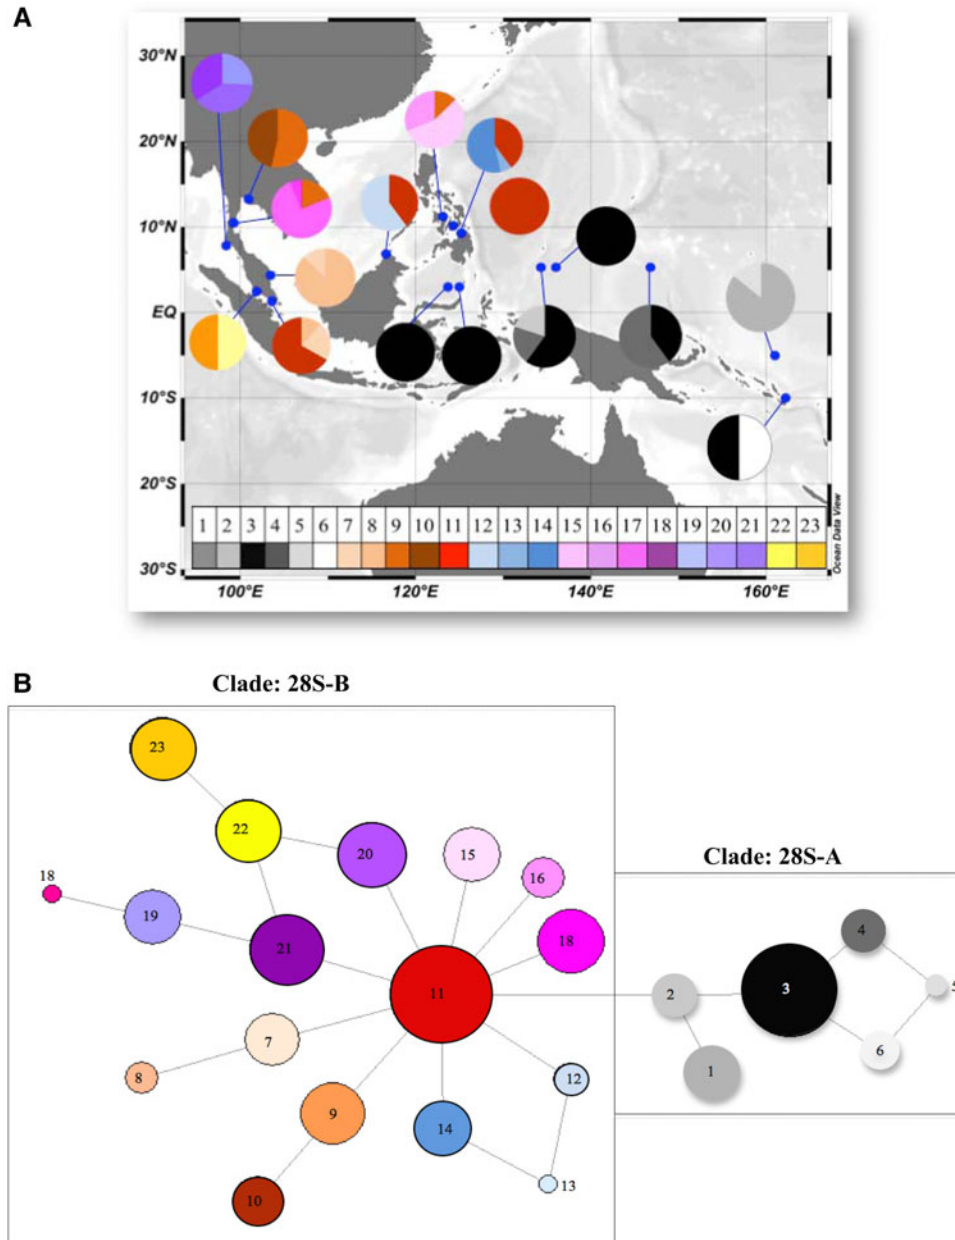 A
30°N
20°N
10°N
EQ
10°S
20°S
30°S
1 2 3 4 5 6 7 8 9 10 11 12 13 14 15 16 17 18 19 20 21 22 23
Ocean Data View
100°E 120°E 140°E 160°E
B
Clade: 28S-B
23
22
20
15
16
18
19
21
18
11
7
8
9
14
12
13
10
Clade: 28S-A
4
2
3
5
6
1